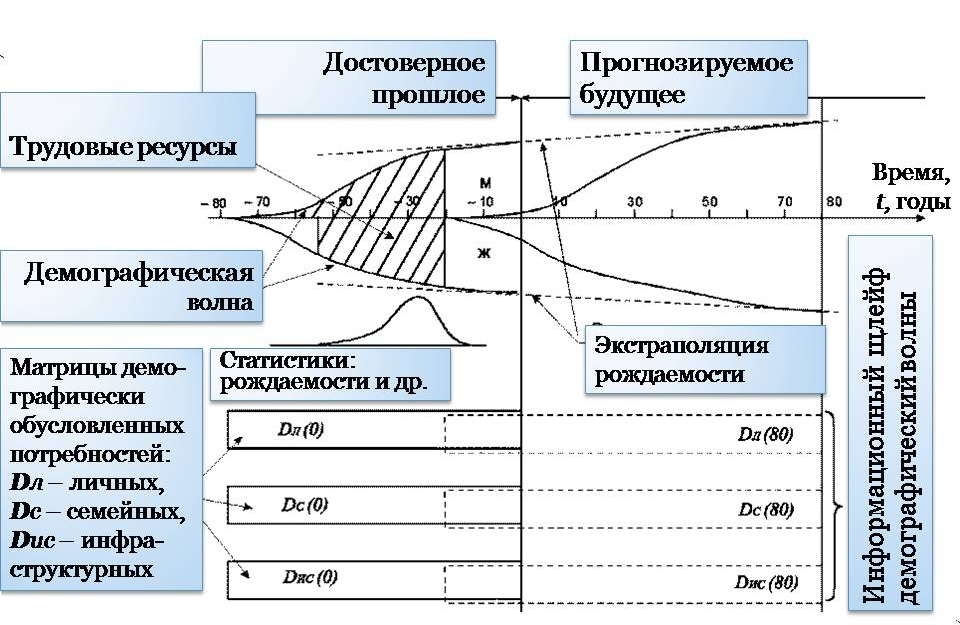 Достоверное
прошлое
Прогнозируемое
будущее
Трудовые ресурсы
Время,
t, годы
М
– 80 – 70 – 50 – 30 – 10 10 30 50 70 80
Ж
Демографическая
волна
Экстраполяция
рождаемости
Статистики:
рождаемости и др.
Матрицы демо-
графически
обусловленных
потребностей:
Dл – личных,
Dс – семейных,
Dис – инфра-
структурных
Dл (0)
Dл (80)
Dс (0)
Dс (80)
Dис (0)
Dис (80)
Информационный щлейф
демографический волны